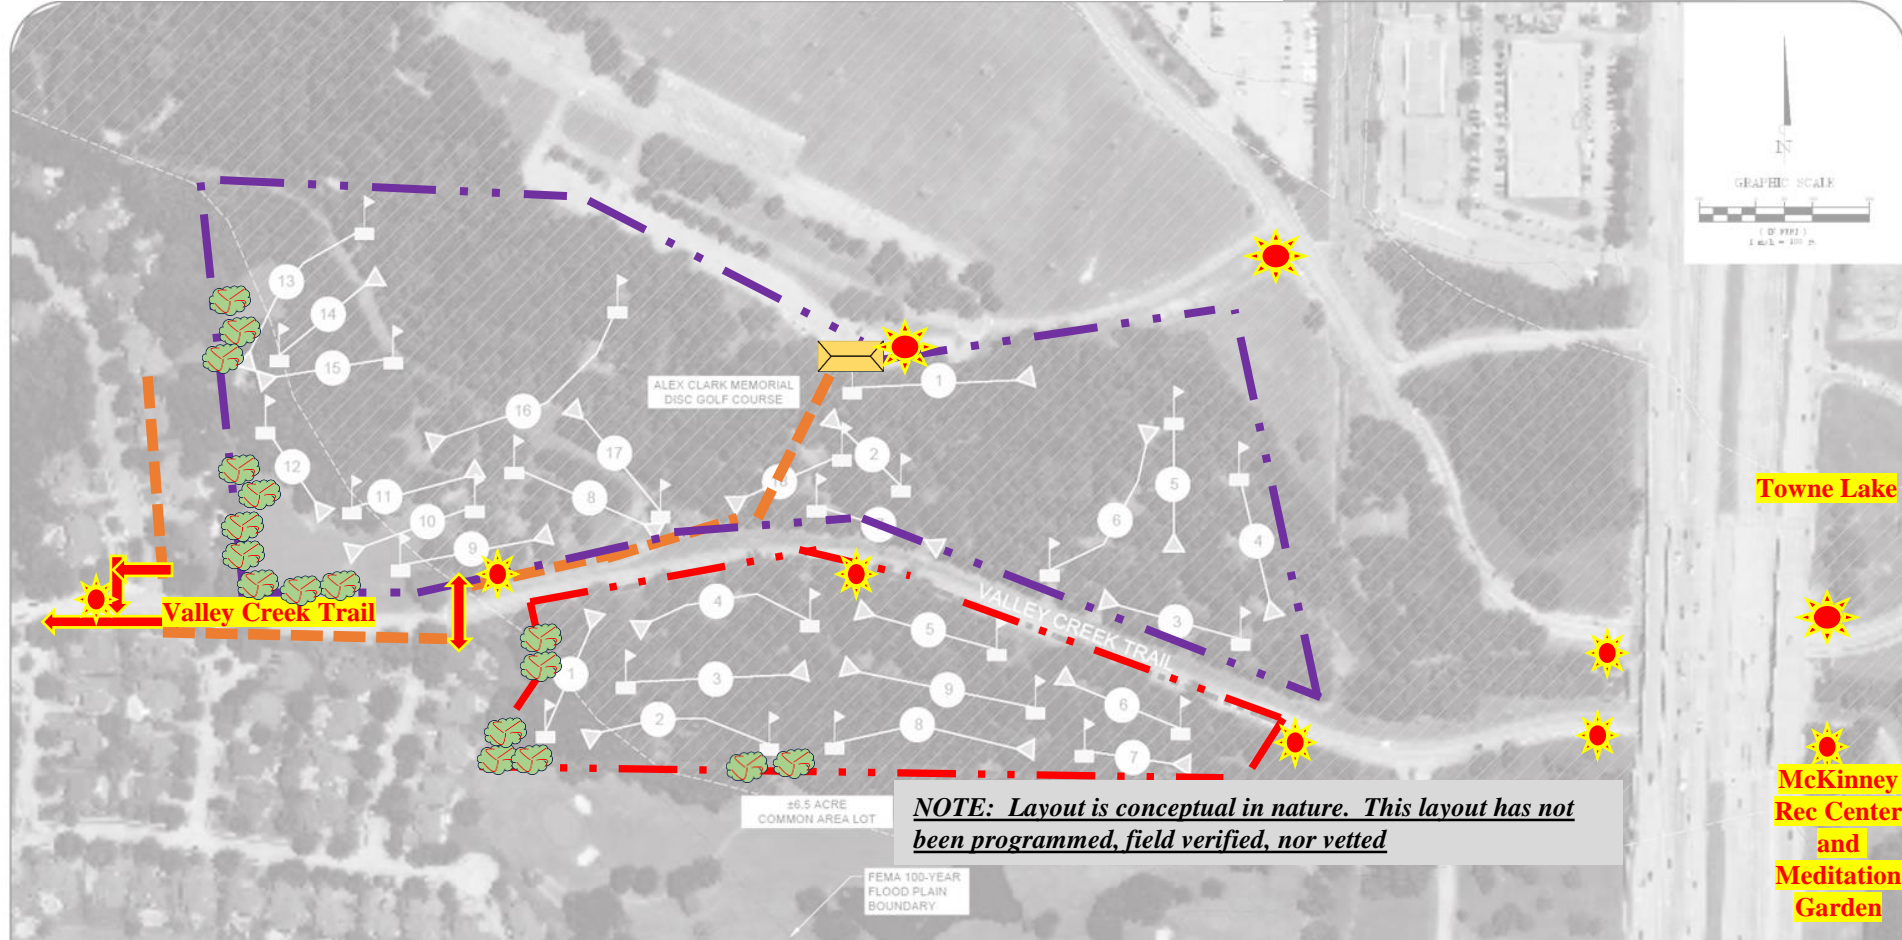 N
GRAPHIC SCALE
( IN FEET )
13
14
15
16
1
ALEX CLARK MEMORIAL
DISC GOLF COURSE
12
11
10
9
17
8
18
2
6
5
4
3
Towne Lake
Valley Creek Trail
VALLEY CREEK TRAIL
1
4
5
3
2
9
8
6
7
±6.5 ACRE
COMMON AREA LOT
NOTE: Layout is conceptual in nature. This layout has not
been programmed, field verified, nor vetted
FEMA 100-YEAR
FLOOD PLAIN
BOUNDARY
McKinney
Rec Center
and
Meditation
Garden